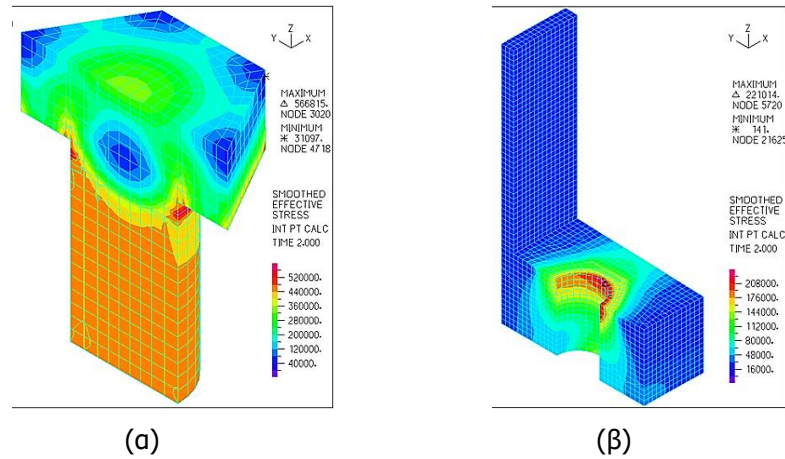 Z
Y X
MAXIMUM
Δ 566815.
NODE 3020
MINIMUM
✳ 31097.
NODE 4718
SMOOTHED
EFFECTIVE
STRESS
INT PT CALC
TIME 2.000
520000.
440000.
360000.
280000.
200000.
120000.
40000.
(α)
Z
Y X
MAXIMUM
Δ 221014.
NODE 5720
MINIMUM
✳ 141.
NODE 21625
SMOOTHED
EFFECTIVE
STRESS
INT PT CALC
TIME 2.000
208000.
176000.
144000.
112000.
80000.
48000.
16000.
(β)